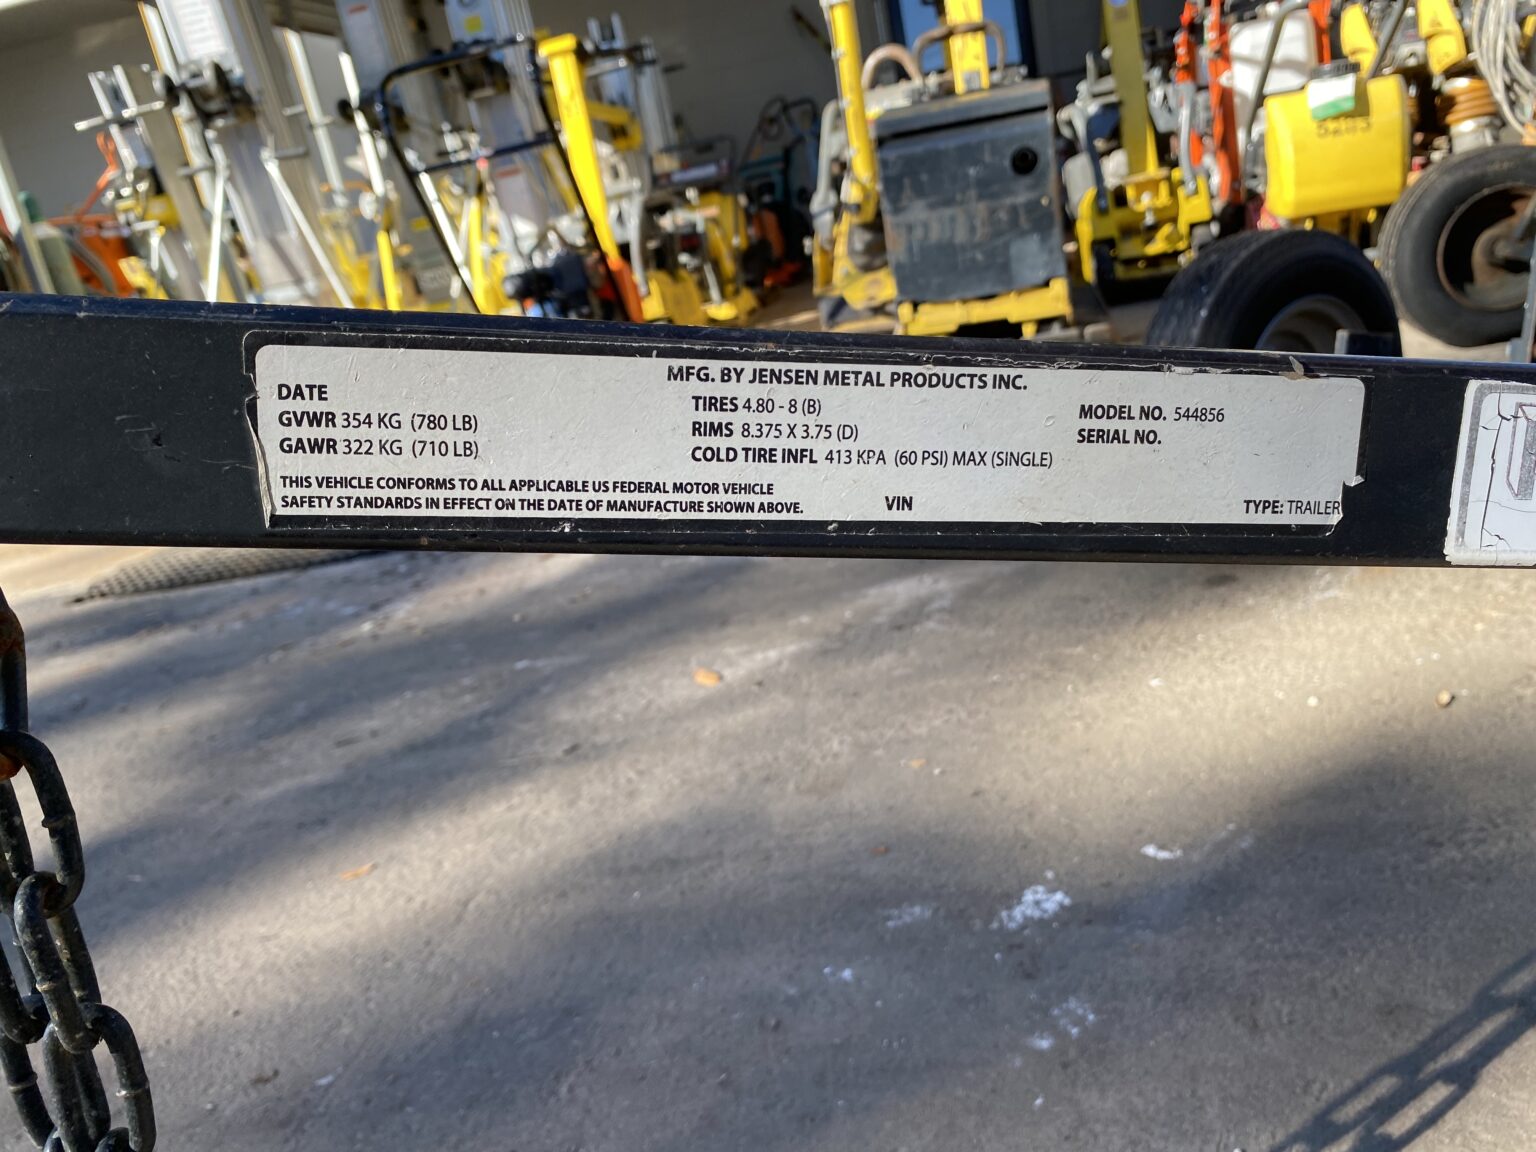 MFG. BY JENSEN METAL PRODUCTS INC.
DATE
GVWR 354 KG (780 LB)
GAWR 322 KG (710 LB)
TIRES 4.80 - 8 (B)
RIMS 8.375 X 3.75 (D)
COLD TIRE INFL 413 KPA (60 PSI) MAX (SINGLE)
MODEL NO. 544856
SERIAL NO.
THIS VEHICLE CONFORMS TO ALL APPLICABLE US FEDERAL MOTOR VEHICLE
SAFETY STANDARDS IN EFFECT ON THE DATE OF MANUFACTURE SHOWN ABOVE.
VIN
TYPE: TRAILER